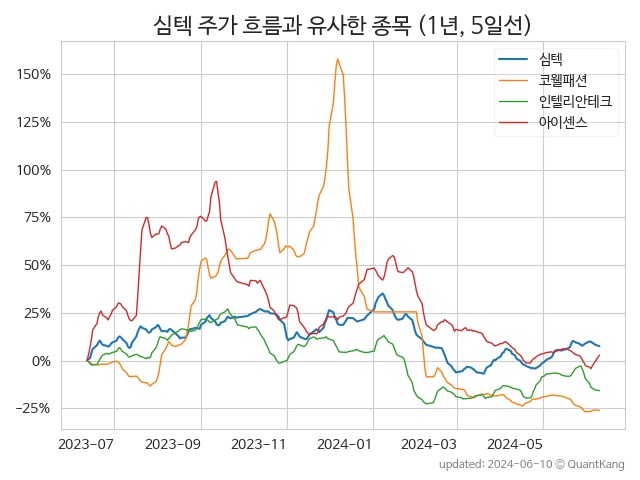 심텍 주가 흐름과 유사한 종목 (1년, 5일선)
심텍
코웰패션
인텔리안테크
아이센스
150%
125%
100%
75%
50%
25%
0%
−25%
2023-07 2023-09 2023-11 2024-01 2024-03 2024-05
updated: 2024-06-10 © QuantKang